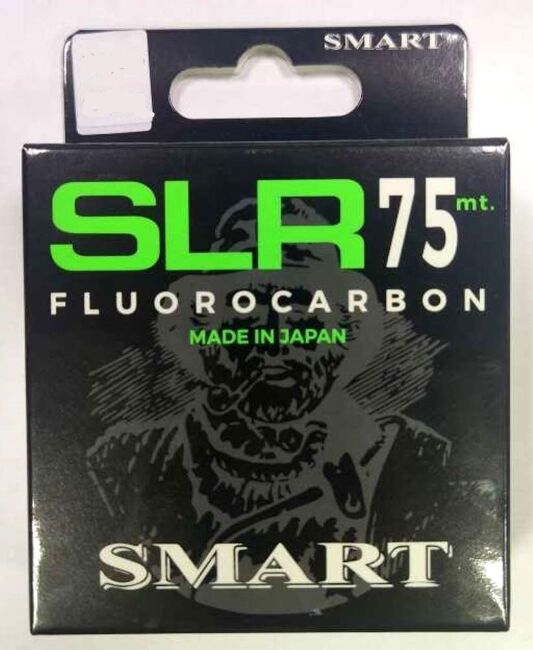 SMART
SLR 75 mt.
FLUOROCARBON
MADE IN JAPAN
SMART